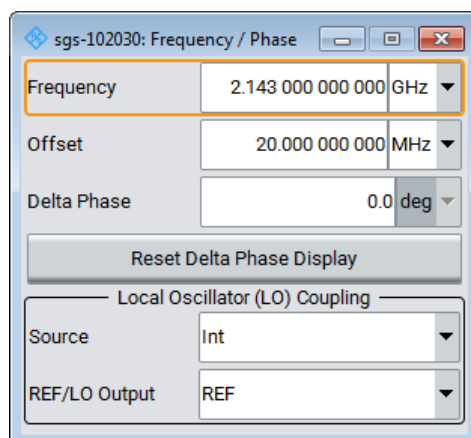 sgs-102030: Frequency / Phase
Frequency 2.143 000 000 000 GHz
Offset 20.000 000 000 MHz
Delta Phase 0.0 deg
Reset Delta Phase Display
Local Oscillator (LO) Coupling
Source Int
REF/LO Output REF